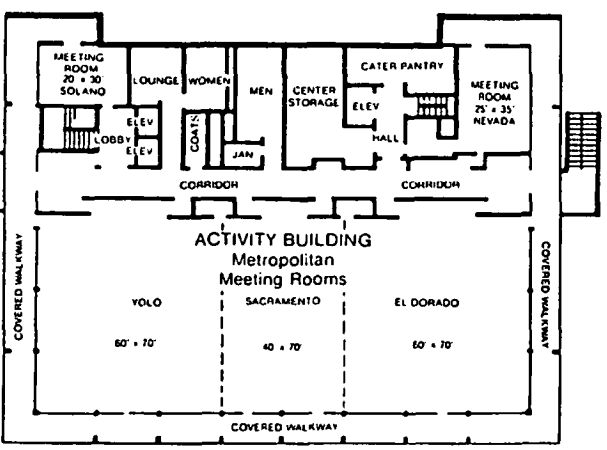 MEETING
ROOM
20' x 30'
SOLANO
LOUNGE
WOMEN
MEN
CENTER
STORAGE
CATER PANTRY
ELEV
HALL
MEETING
ROOM
25' x 35'
NEVADA
ELEV
LOBBY
ELEV
COATS
JAN
CORRIDOR
CORRIDOR
ACTIVITY BUILDING
Metropolitan
Meeting Rooms
YOLO
SACRAMENTO
EL DORADO
60' x 70'
40' x 70'
60' x 70'
COVERED WALKWAY
COVERED WALKWAY
COVERED WALKWAY